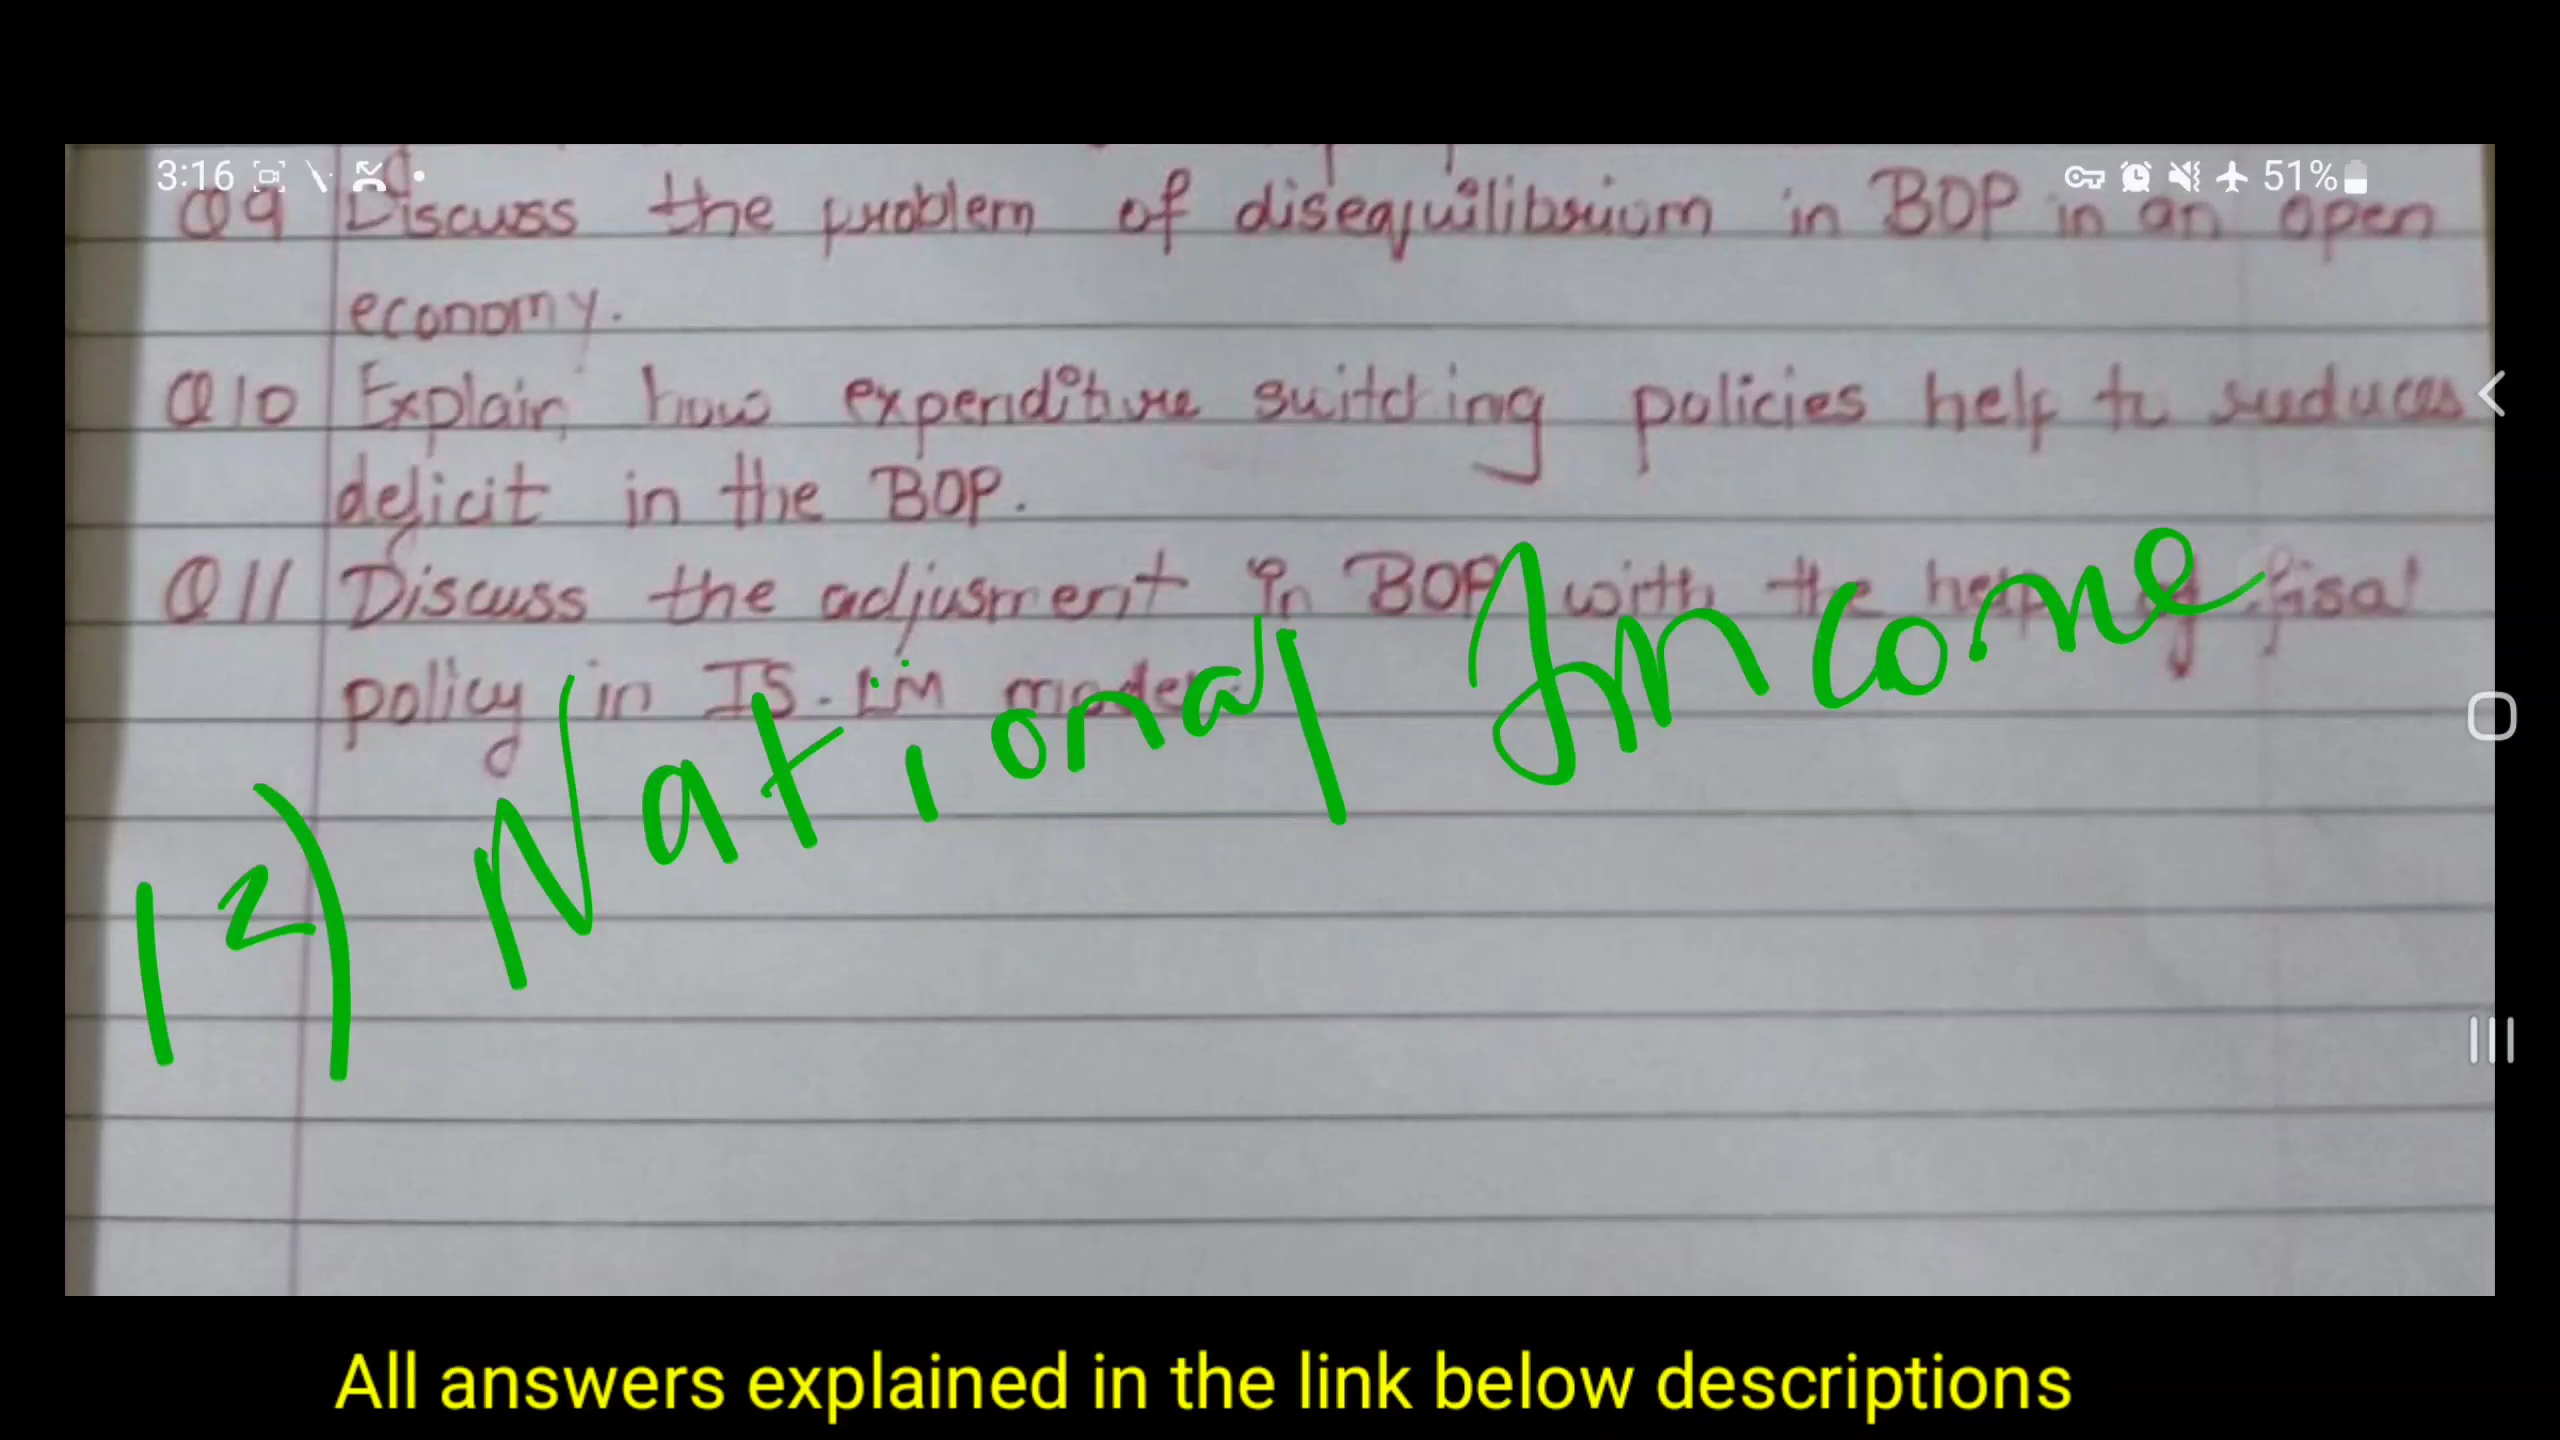 3:16
51%
Q9 Discuss the problem of disequilibrium in BOP in an open
economy.
Q10 Explain how expenditure suitching policies help to reduces
deficit in the BOP.
Q11 Discuss the adjusment in BOP with the help of fisal
policy in IS-LM model.
12) National Income
All answers explained in the link below descriptions